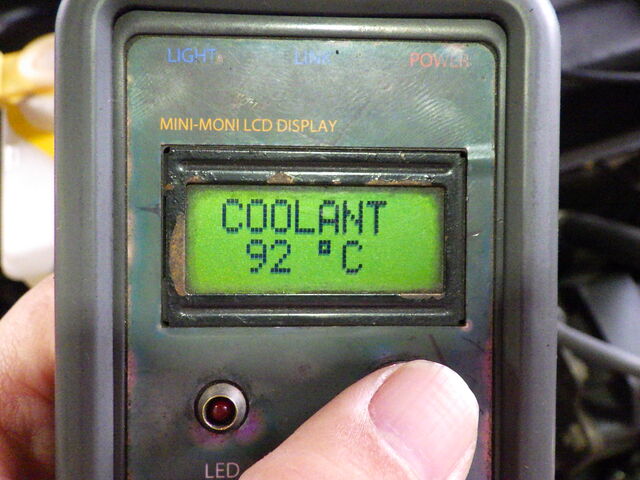 LIGHT LINK POWER
MINI-MONI LCD DISPLAY
COOLANT
92 °C
LED